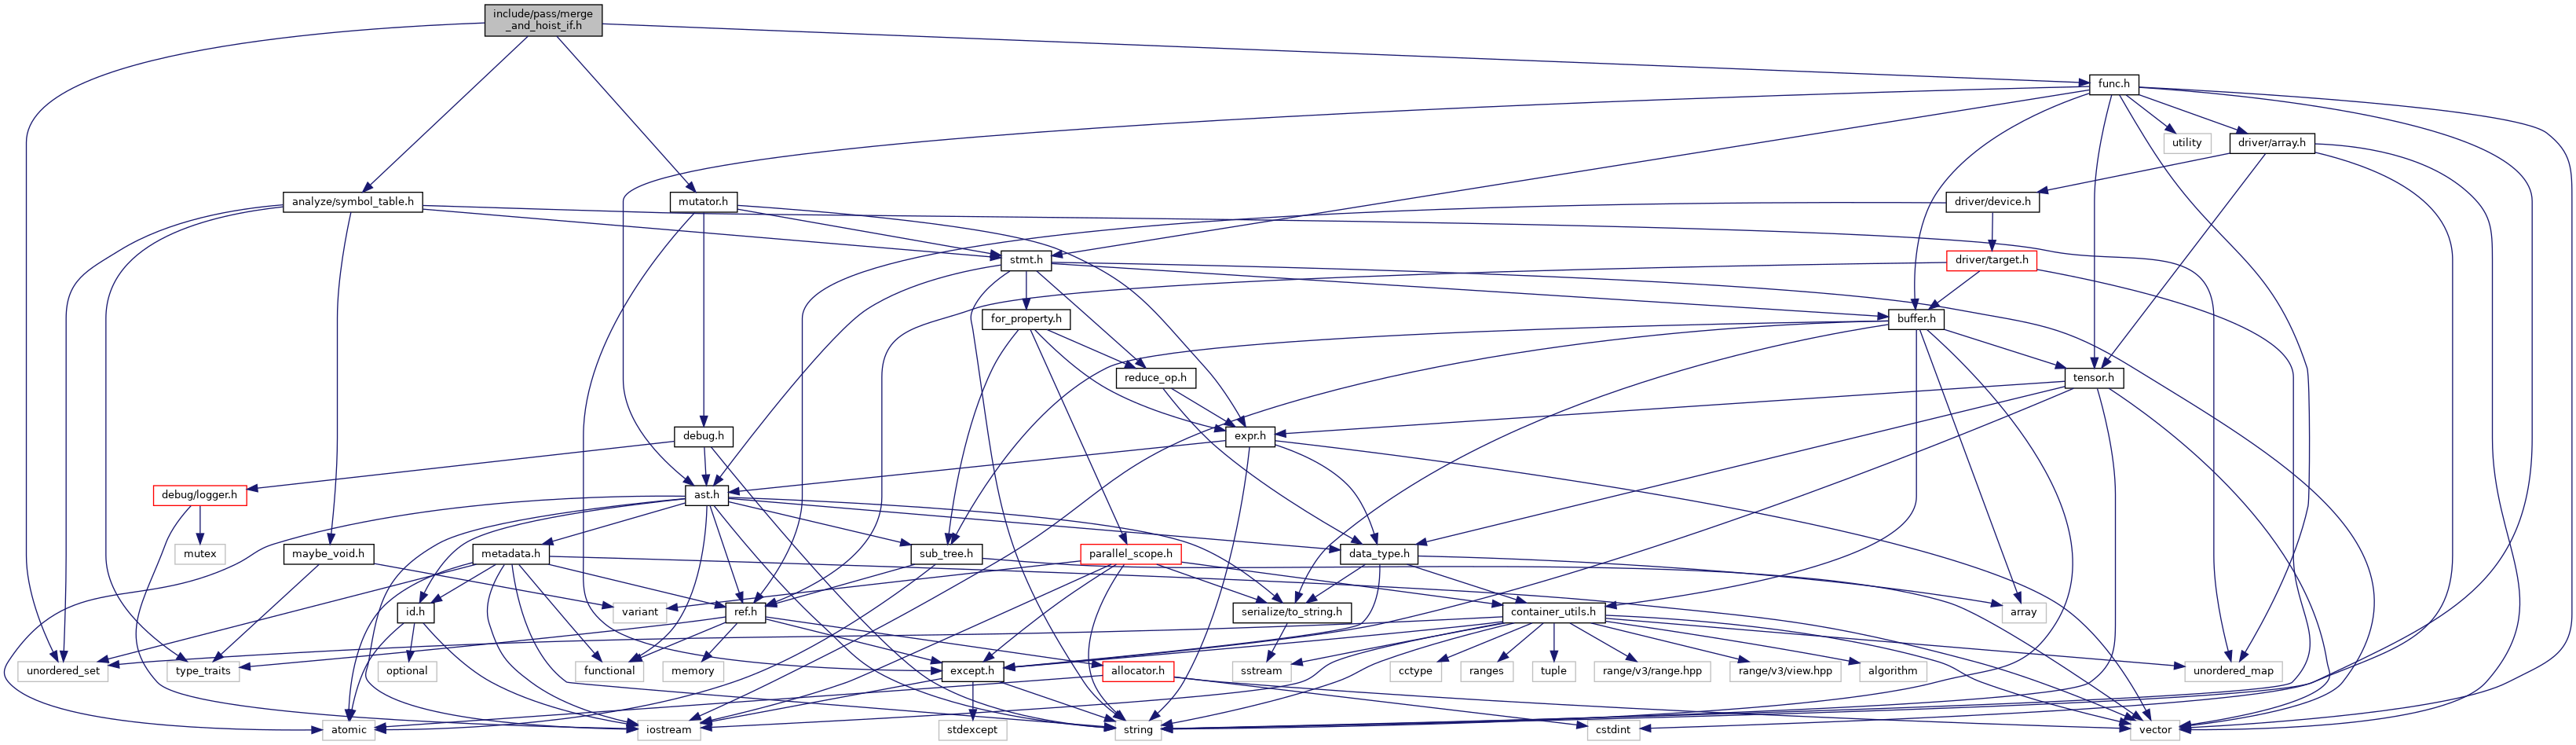 include/pass/merge
_and_hoist_if.h
func.h
utility
driver/array.h
analyze/symbol_table.h
mutator.h
driver/device.h
stmt.h
driver/target.h
for_property.h
buffer.h
reduce_op.h
tensor.h
debug.h
expr.h
debug/logger.h
ast.h
mutex
maybe_void.h
metadata.h
sub_tree.h
parallel_scope.h
data_type.h
id.h
variant
ref.h
serialize/to_string.h
container_utils.h
array
unordered_set
type_traits
optional
functional
memory
except.h
allocator.h
sstream
cctype
ranges
tuple
range/v3/range.hpp
range/v3/view.hpp
algorithm
unordered_map
atomic
iostream
stdexcept
string
cstdint
vector